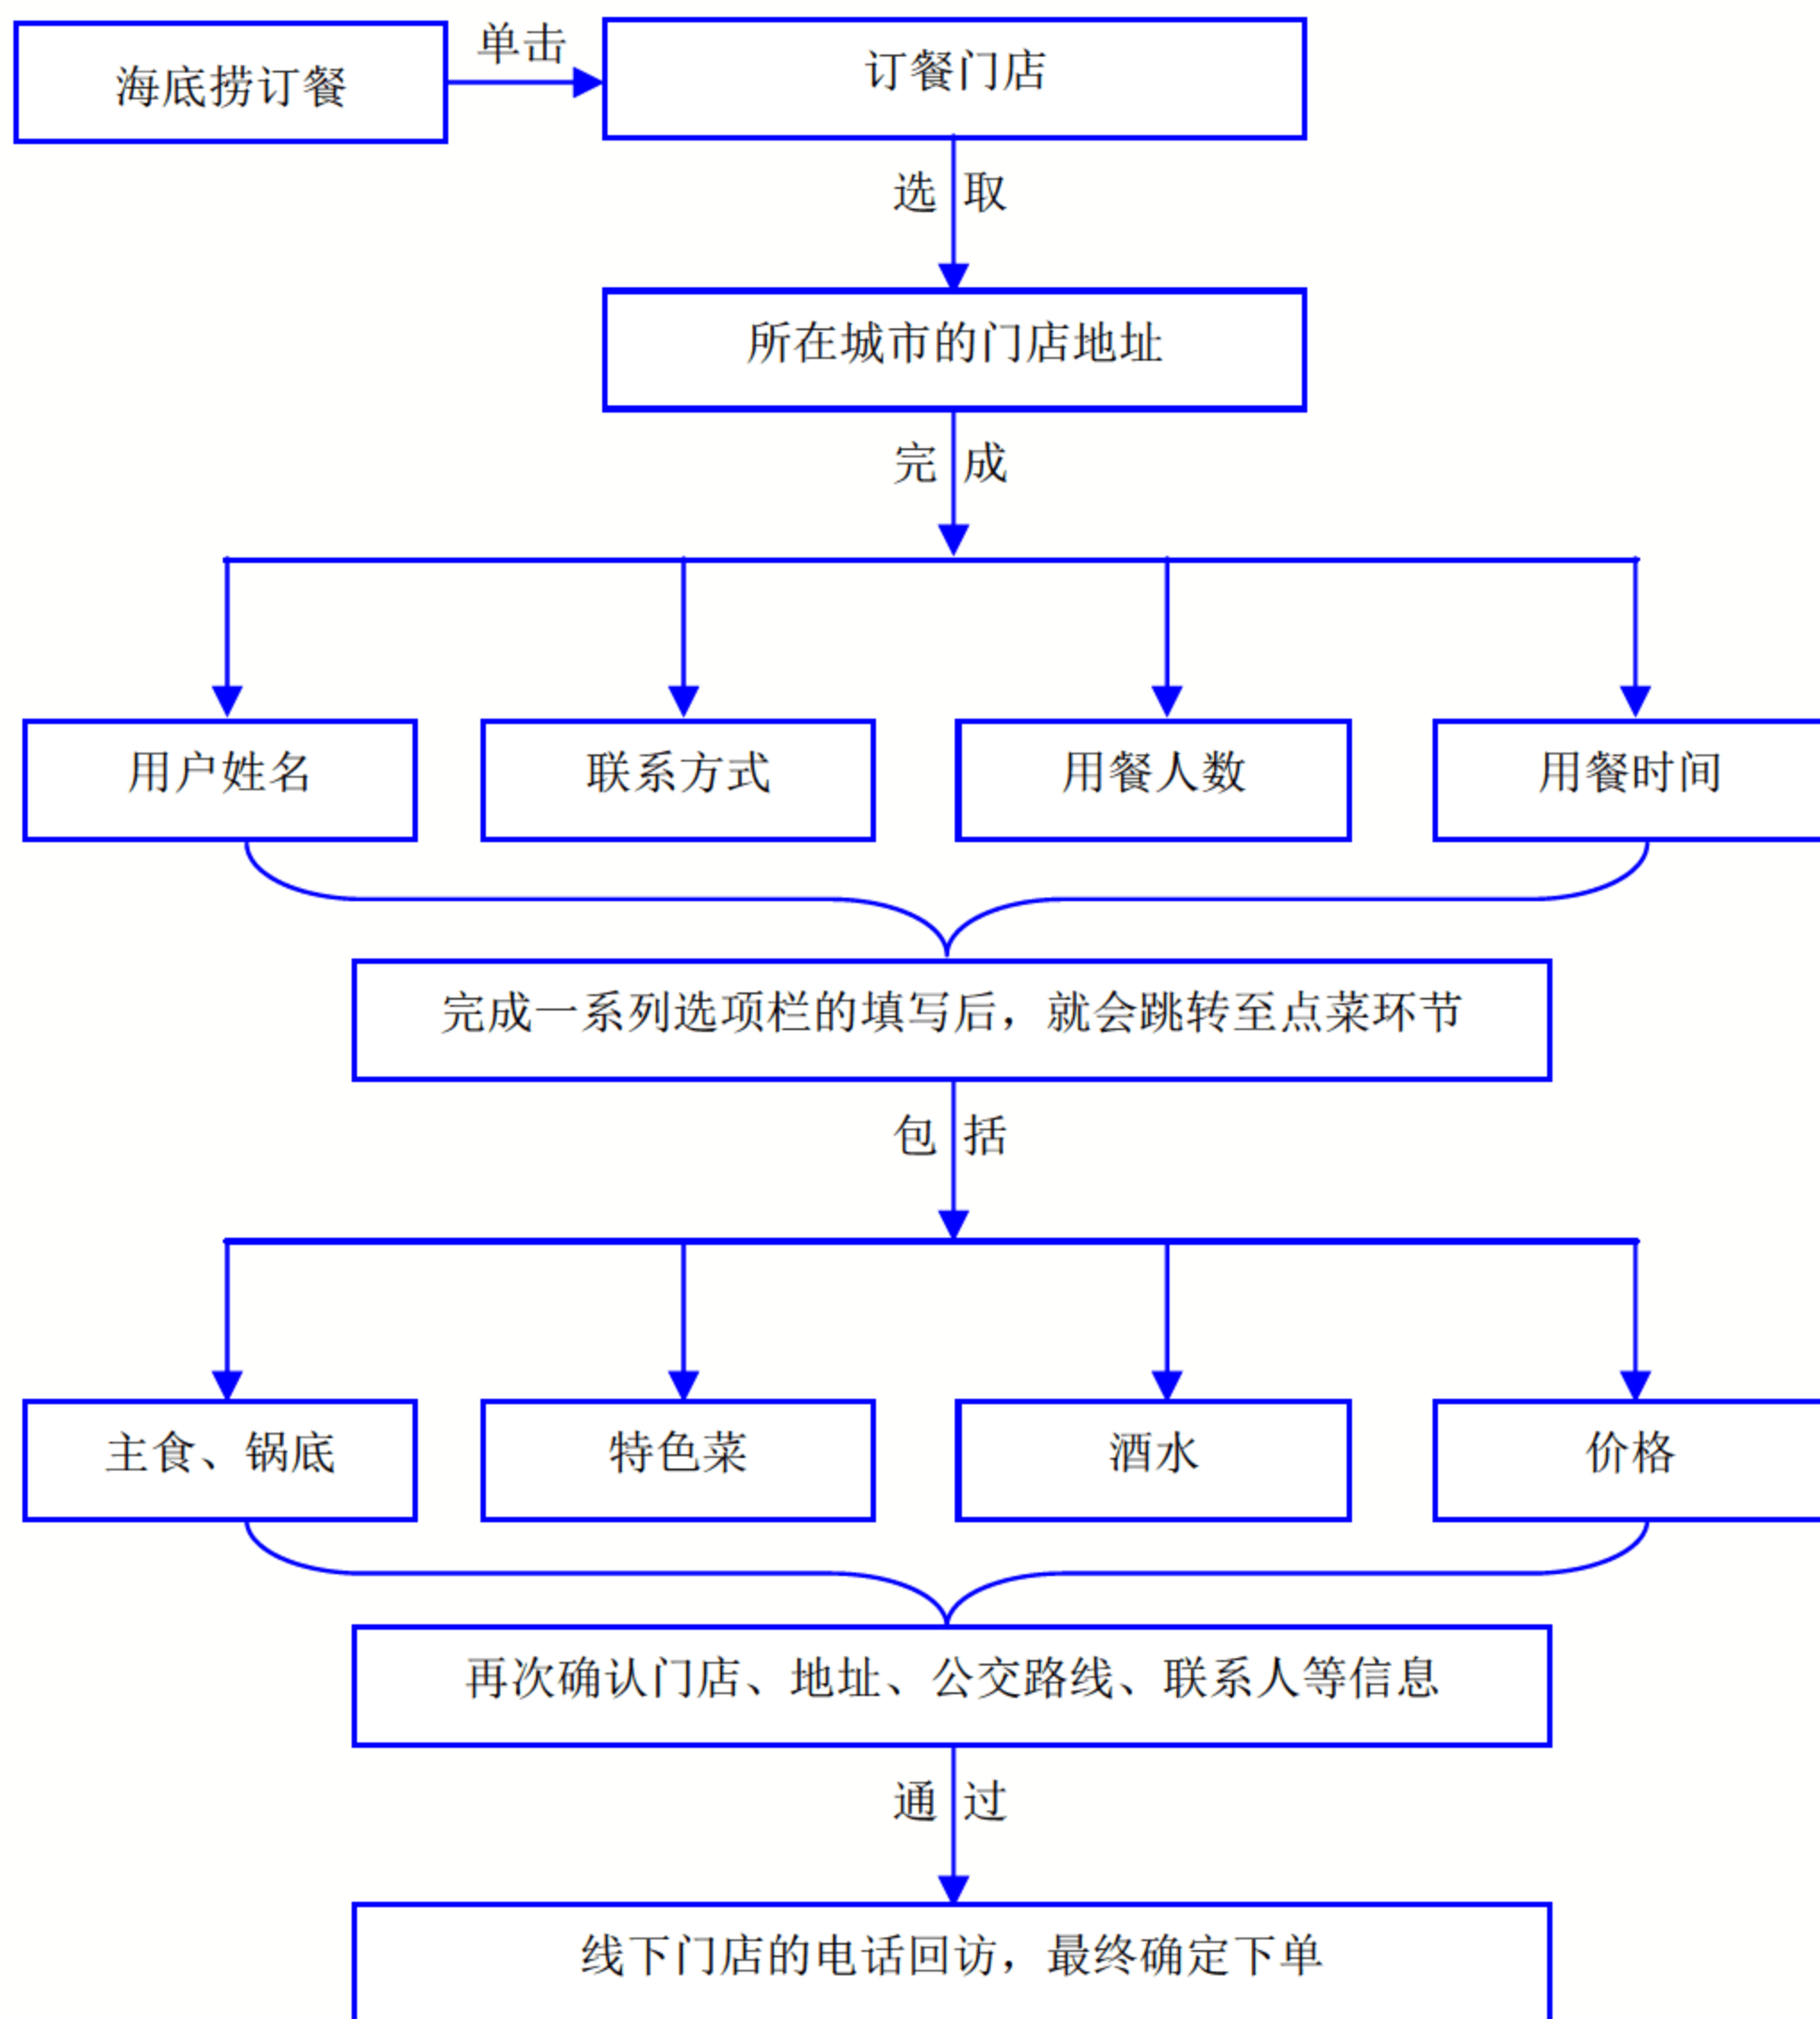 海底捞订餐
单击
订餐门店
选取
所在城市的门店地址
完成
用户姓名
联系方式
用餐人数
用餐时间
完成一系列选项栏的填写后，就会跳转至点菜环节
包括
主食、锅底
特色菜
酒水
价格
再次确认门店、地址、公交路线、联系人等信息
通过
线下门店的电话回访，最终确定下单